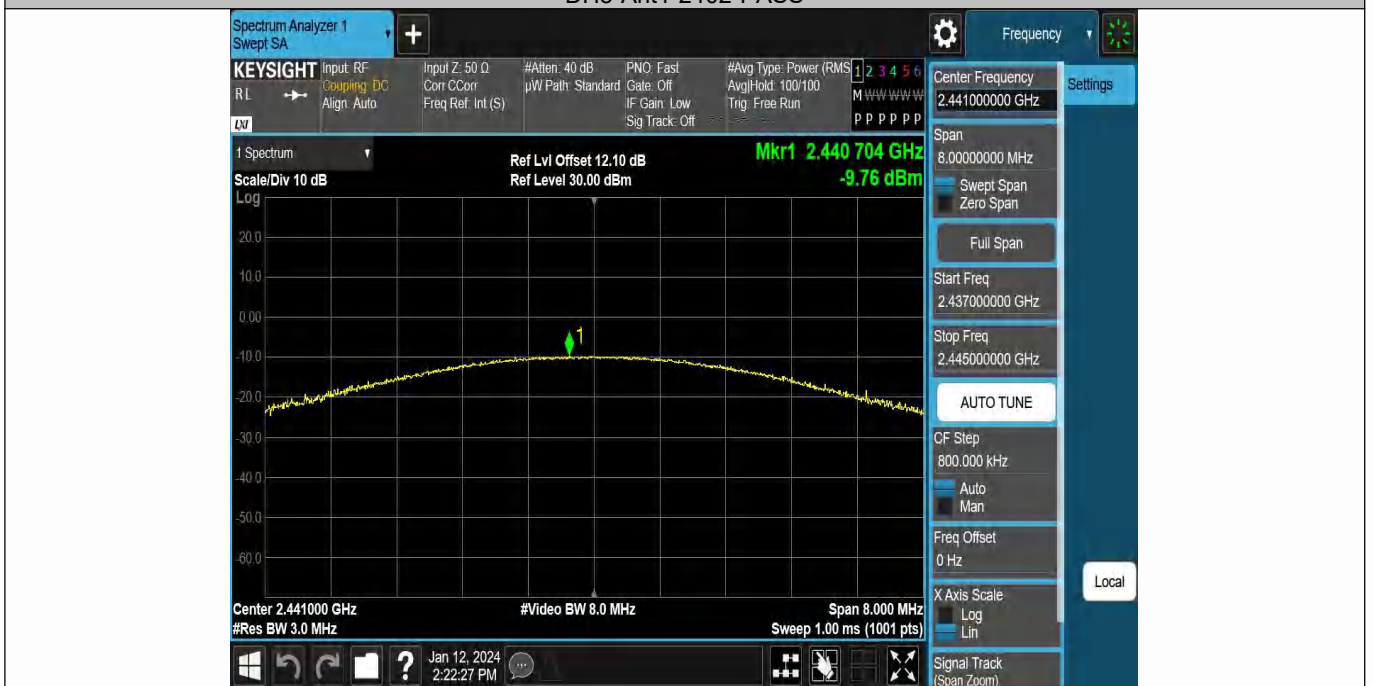 Spectrum Analyzer 1
Swept SA
+
Frequency
KEYSIGHT
RL
LXI
Input: RF
Coupling: DC
Align: Auto
Input Z: 50 Ω
Corr CCorr
Freq Ref: Int (S)
#Atten: 40 dB
µW Path: Standard
PNO: Fast
Gate: Off
IF Gain: Low
Sig Track: Off
#Avg Type: Power (RMS
Avg|Hold: 100/100
Trig: Free Run
1 2 3 4 5 6
M W W W W W
P P P P P P
Center Frequency
2.441000000 GHz
Settings
Span
8.00000000 MHz
Swept Span
Zero Span
Full Span
Start Freq
2.437000000 GHz
Stop Freq
2.445000000 GHz
AUTO TUNE
CF Step
800.000 kHz
Auto
Man
Freq Offset
0 Hz
X Axis Scale
Log
Lin
Signal Track
(Span Zoom)
Local
1 Spectrum
Scale/Div 10 dB
Log
Ref Lvl Offset 12.10 dB
Ref Level 30.00 dBm
Mkr1 2.440 704 GHz
-9.76 dBm
20.0
10.0
0.00
-10.0
-20.0
-30.0
-40.0
-50.0
-60.0
1
Center 2.441000 GHz
#Res BW 3.0 MHz
#Video BW 8.0 MHz
Span 8.000 MHz
Sweep 1.00 ms (1001 pts)
?
Jan 12, 2024
2:22:27 PM